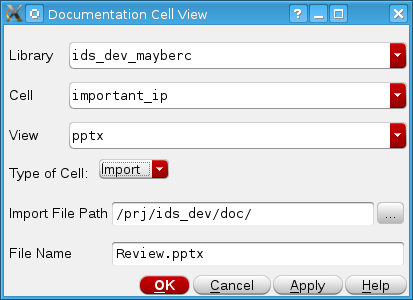 Documentation Cell View
Library ids_dev_mayberc
Cell important_ip
View pptx
Type of Cell: Import
Import File Path /prj/ids_dev/doc/ ...
File Name Review.pptx
OK Cancel Apply Help